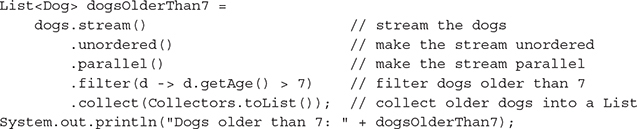 List<Dog> dogsOlderThan7 =
    dogs.stream()                    // stream the dogs
        .unordered()                 // make the stream unordered
        .parallel()                  // make the stream parallel
        .filter(d -> d.getAge() > 7) // filter dogs older than 7
        .collect(Collectors.toList()); // collect older dogs into a List
System.out.println("Dogs older than 7: " + dogsOlderThan7);